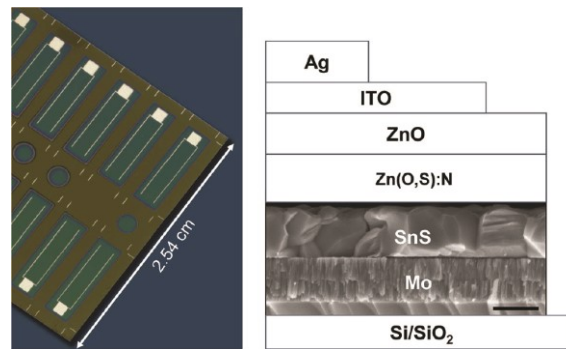 2.54 cm
Ag
ITO
ZnO
Zn(O,S):N
SnS
Mo
Si/SiO₂